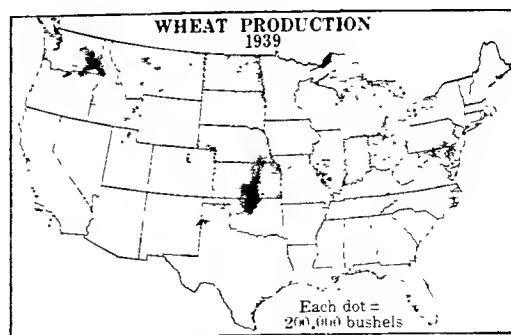 WHEAT PRODUCTION
1939
Each dot =
200,000 bushels